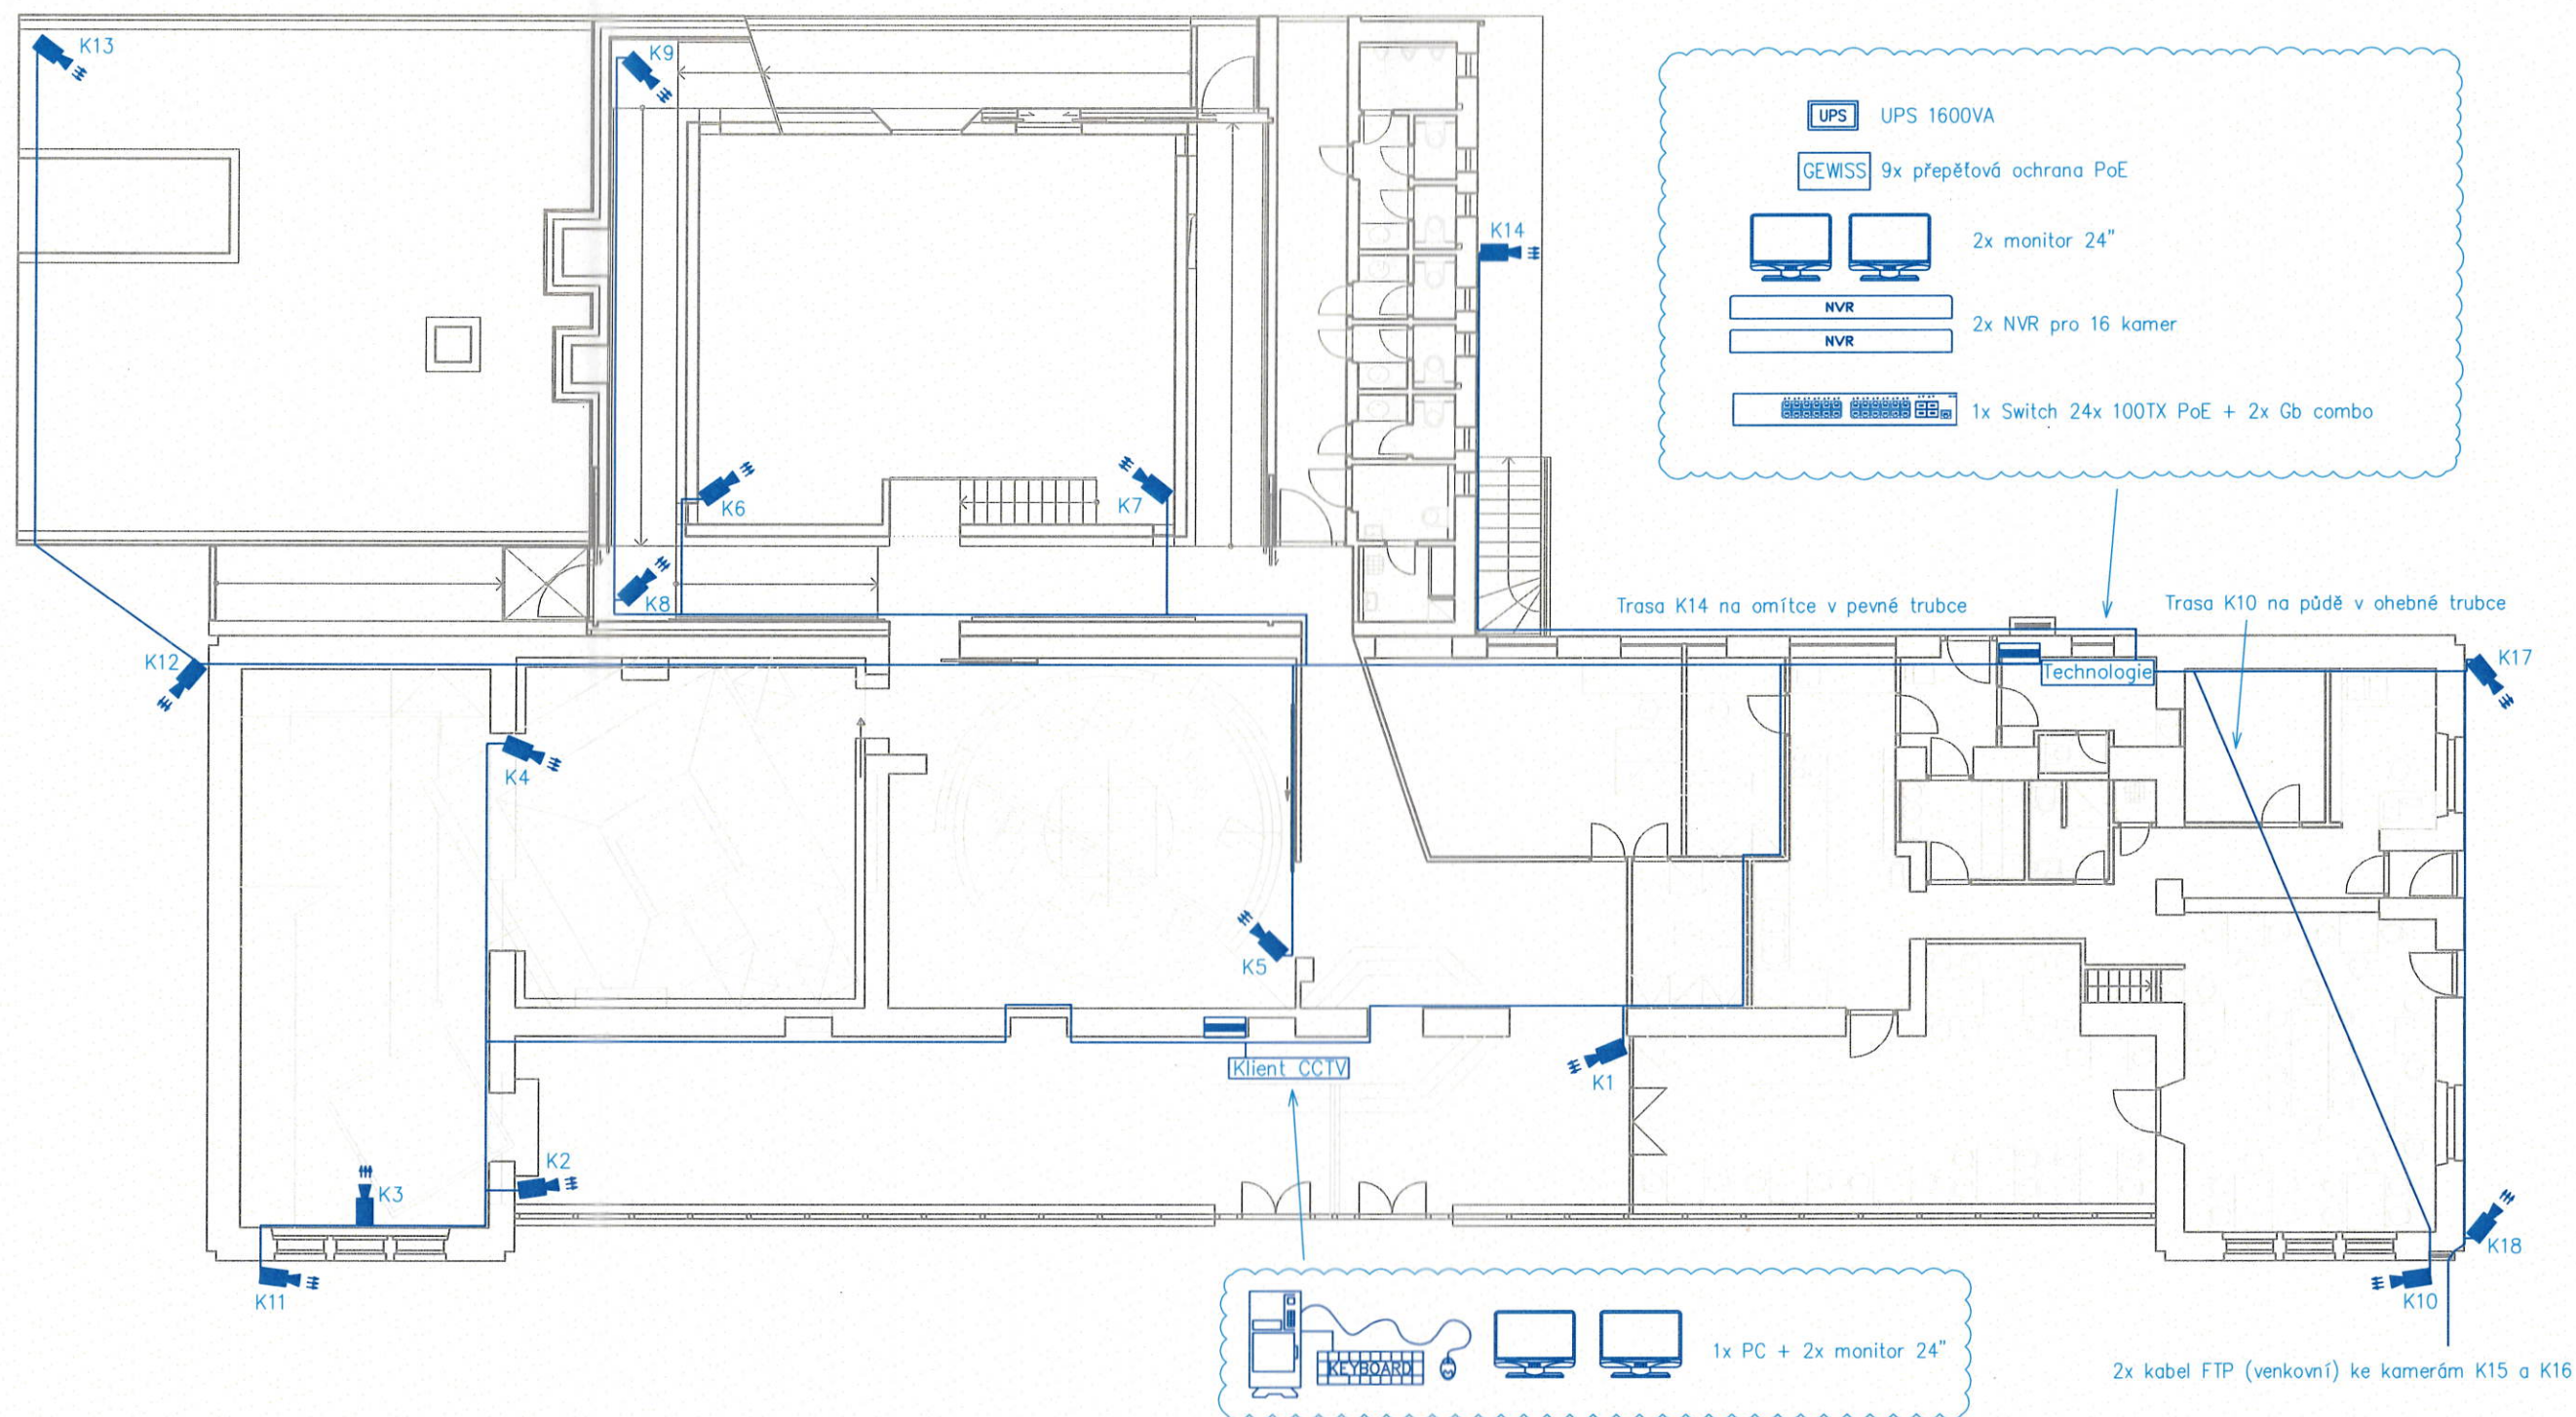 K13
K9
UPS
UPS 1600VA
GEWISS
9x přepěťová ochrana PoE
K14
2x monitor 24"
NVR
2x NVR pro 16 kamer
NVR
1x Switch 24x 100TX PoE + 2x Gb combo
K6
K7
K8
Trasa K14 na omítce v pevné trubce
Trasa K10 na půdě v ohebné trubce
K12
K17
Technologie
K4
K5
Klient CCTV
K1
K2
K3
K18
K11
K10
KEYBOARD
1x PC + 2x monitor 24"
2x kabel FTP (venkovní) ke kamerám K15 a K16